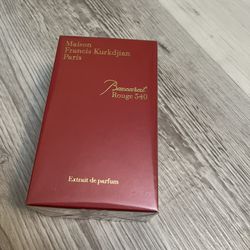 Maison
Francis Kurkdjian
Paris
Baccarat
Rouge 540
Extrait de parfum